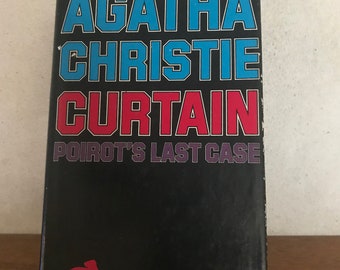 AGATHA
CHRISTIE
CURTAIN
POIROT'S LAST CASE